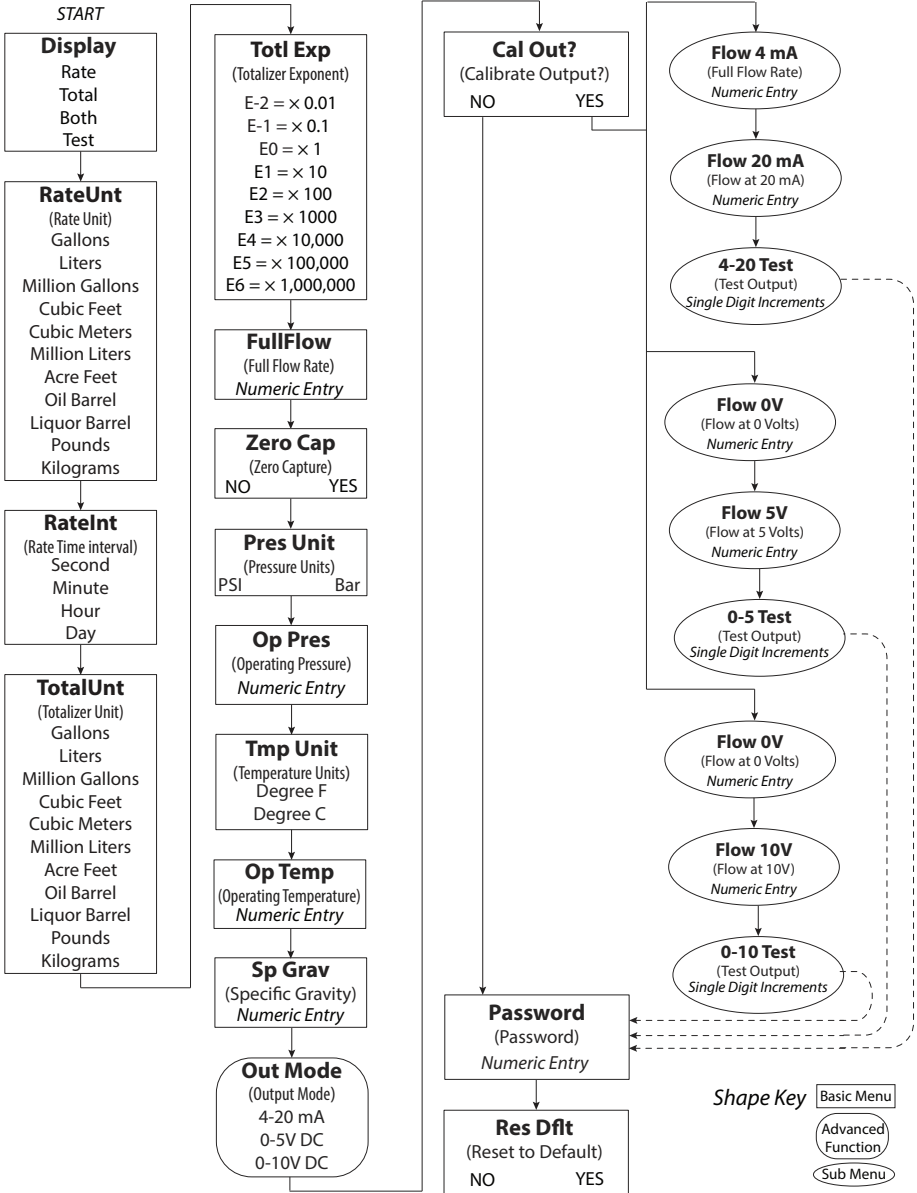 START
Display
Rate
Total
Both
Test
RateUnt
(Rate Unit)
Gallons
Liters
Million Gallons
Cubic Feet
Cubic Meters
Million Liters
Acre Feet
Oil Barrel
Liquor Barrel
Pounds
Kilograms
RateInt
(Rate Time interval)
Second
Minute
Hour
Day
TotalUnt
(Totalizer Unit)
Gallons
Liters
Million Gallons
Cubic Feet
Cubic Meters
Million Liters
Acre Feet
Oil Barrel
Liquor Barrel
Pounds
Kilograms
Totl Exp
(Totalizer Exponent)
E-2 = × 0.01
E-1 = × 0.1
E0 = × 1
E1 = × 10
E2 = × 100
E3 = × 1000
E4 = × 10,000
E5 = × 100,000
E6 = × 1,000,000
FullFlow
(Full Flow Rate)
Numeric Entry
Zero Cap
(Zero Capture)
NO YES
Pres Unit
(Pressure Units)
PSI Bar
Op Pres
(Operating Pressure)
Numeric Entry
Tmp Unit
(Temperature Units)
Degree F
Degree C
Op Temp
(Operating Temperature)
Numeric Entry
Sp Grav
(Specific Gravity)
Numeric Entry
Out Mode
(Output Mode)
4-20 mA
0-5V DC
0-10V DC
Cal Out?
(Calibrate Output?)
NO YES
Flow 4 mA
(Full Flow Rate)
Numeric Entry
Flow 20 mA
(Flow at 20 mA)
Numeric Entry
4-20 Test
(Test Output)
Single Digit Increments
Flow 0V
(Flow at 0 Volts)
Numeric Entry
Flow 5V
(Flow at 5 Volts)
Numeric Entry
0-5 Test
(Test Output)
Single Digit Increments
Flow 0V
(Flow at 0 Volts)
Numeric Entry
Flow 10V
(Flow at 10V)
Numeric Entry
0-10 Test
(Test Output)
Single Digit Increments
Password
(Password)
Numeric Entry
Res Dflt
(Reset to Default)
NO YES
Shape Key
Basic Menu
Advanced
Function
Sub Menu